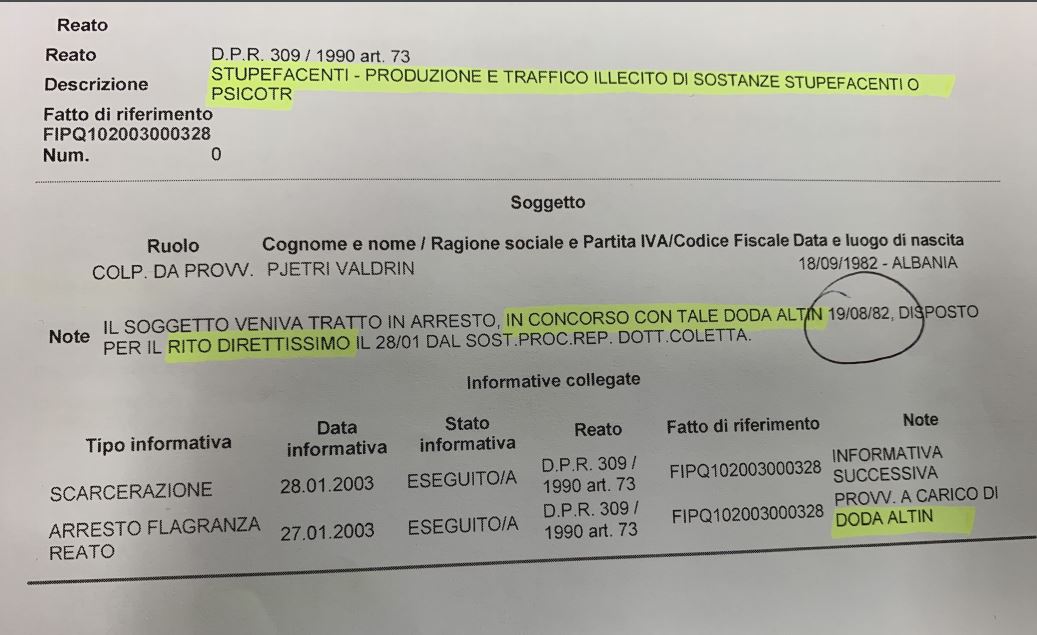 Reato
Reato D.P.R. 309 / 1990 art. 73
Descrizione STUPEFACENTI - PRODUZIONE E TRAFFICO ILLECITO DI SOSTANZE STUPEFACENTI O
PSICOTR
Fatto di riferimento
FIPQ102003000328
Num. 0
Soggetto
Ruolo Cognome e nome / Ragione sociale e Partita IVA/Codice Fiscale Data e luogo di nascita
COLP. DA PROVV. PJETRI VALDRIN 18/09/1982 - ALBANIA
Note IL SOGGETTO VENIVA TRATTO IN ARRESTO, IN CONCORSO CON TALE DODA ALTIN 19/08/82, DISPOSTO
PER IL RITO DIRETTISSIMO IL 28/01 DAL SOST.PROC.REP. DOTT.COLETTA.
Informative collegate
Tipo informativa Data informativa Stato informativa Reato Fatto di riferimento Note
SCARCERAZIONE 28.01.2003 ESEGUITO/A D.P.R. 309 / 1990 art. 73 FIPQ102003000328 INFORMATIVA SUCCESSIVA
ARRESTO FLAGRANZA REATO 27.01.2003 ESEGUITO/A D.P.R. 309 / 1990 art. 73 FIPQ102003000328 PROVV. A CARICO DI DODA ALTIN